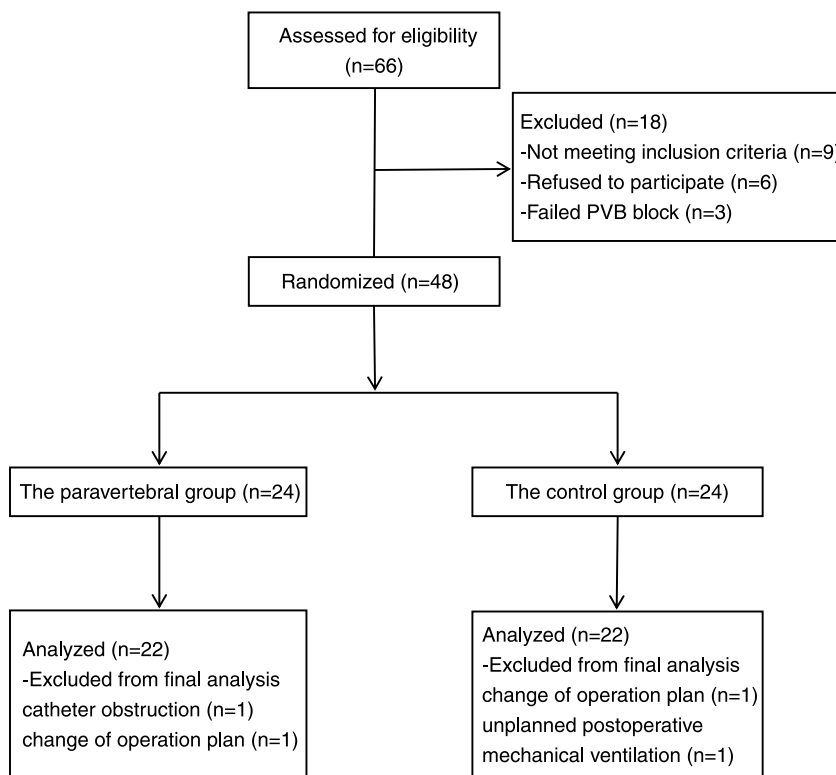 Assessed for eligibility
(n=66)
Excluded (n=18)
-Not meeting inclusion criteria (n=9)
-Refused to participate (n=6)
-Failed PVB block (n=3)
Randomized (n=48)
The paravertebral group (n=24)
The control group (n=24)
Analyzed (n=22)
-Excluded from final analysis
catheter obstruction (n=1)
change of operation plan (n=1)
Analyzed (n=22)
-Excluded from final analysis
change of operation plan (n=1)
unplanned postoperative
mechanical ventilation (n=1)